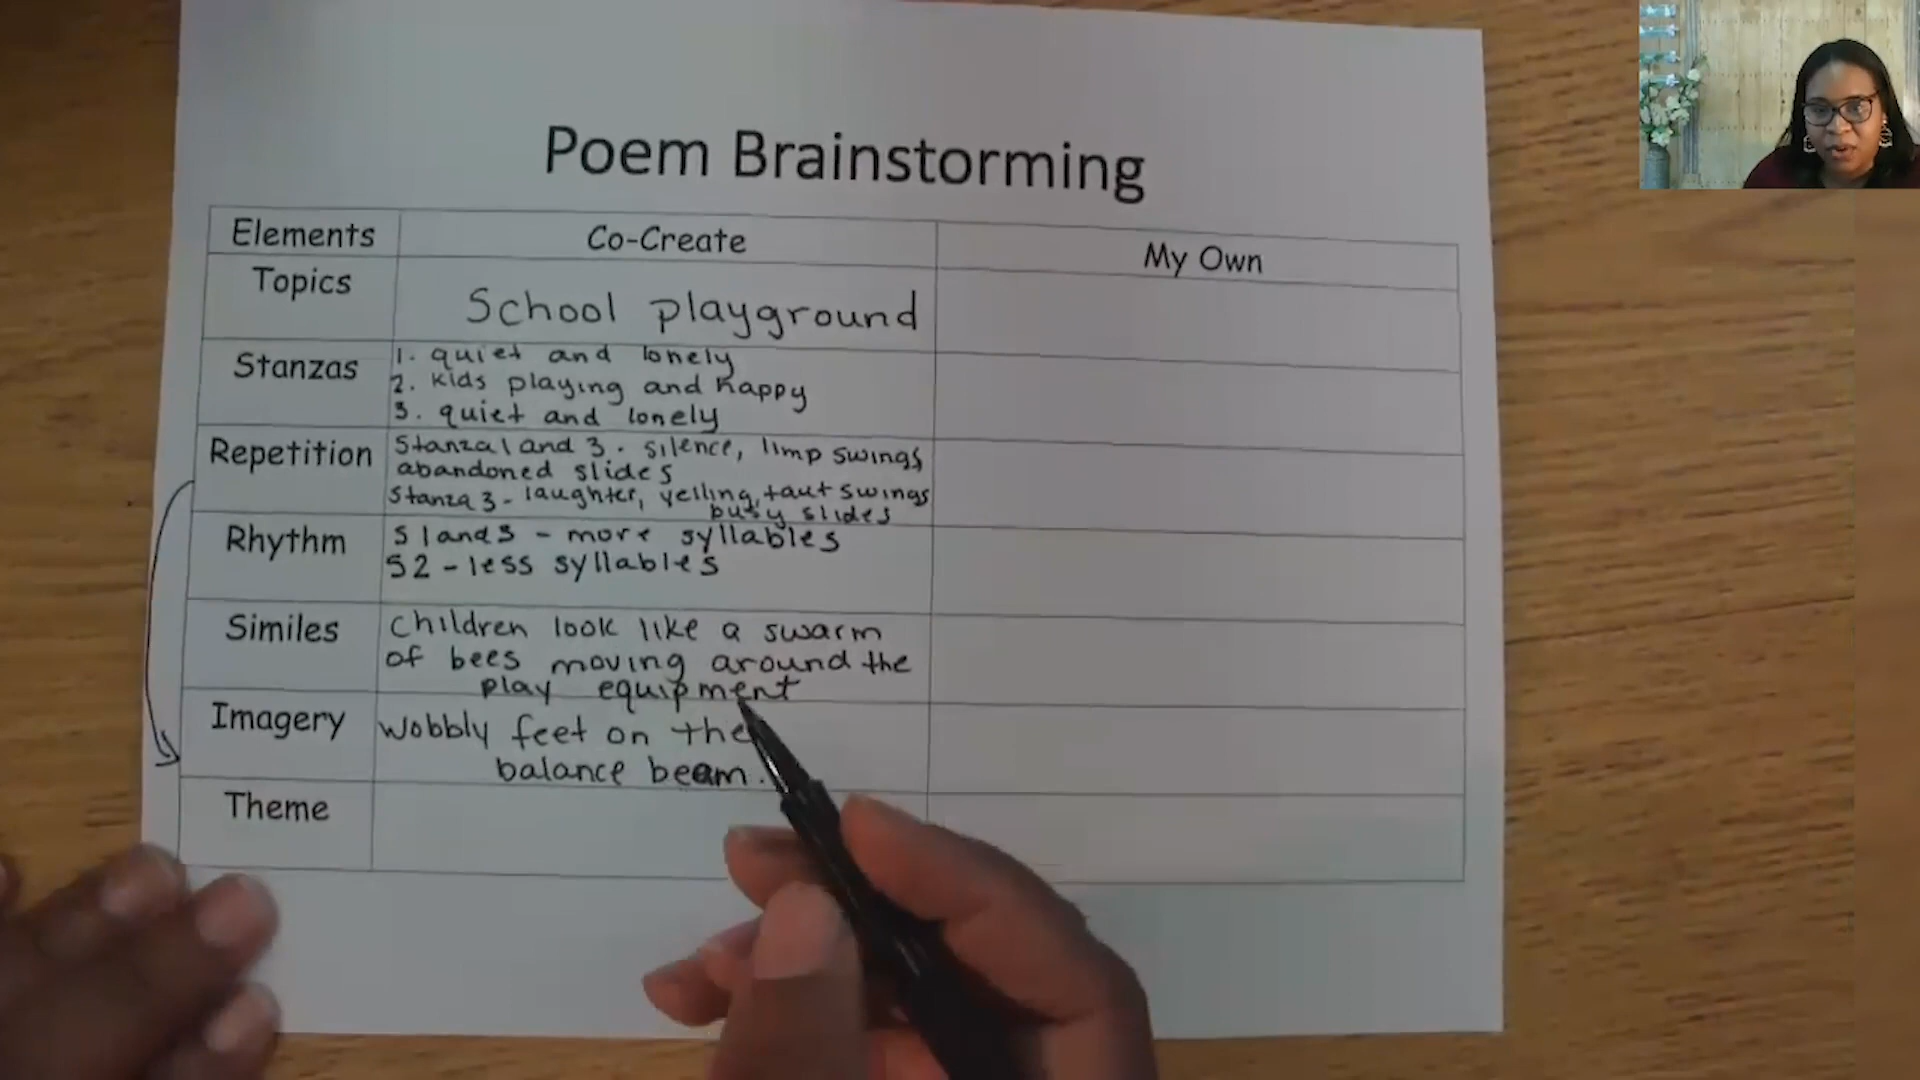 Poem Brainstorming
Elements Co-Create My Own
Topics School playground
Stanzas 1. quiet and lonely
2. kids playing and happy
3. quiet and lonely
Repetition Stanza 1 and 3 - silence, limp swings
abandoned slides
Stanza 3 - laughter, yelling, taut swings
busy slides
Rhythm S 1 and 3 - more syllables
S2 - less syllables
Similes Children look like a swarm
of bees moving around the
play equipment
Imagery Wobbly feet on the
balance beam.
Theme